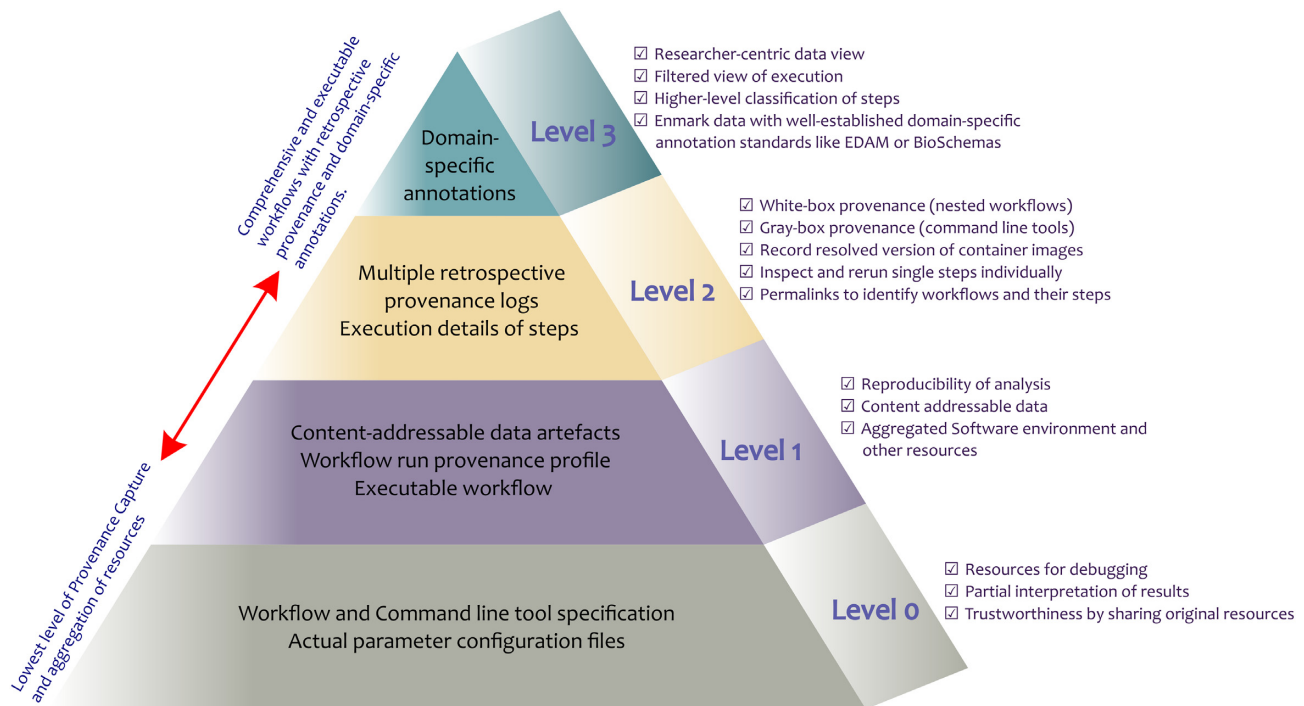 Comprehensive and executable
workflows with retrospective
provenance and domain-specific
annotations.
Domain-
specific
annotations
Level 3
☑ Researcher-centric data view
☑ Filtered view of execution
☑ Higher-level classification of steps
☑ Enmark data with well-established domain-specific
annotation standards like EDAM or BioSchemas
Multiple retrospective
provenance logs
Execution details of steps
Level 2
☑ White-box provenance (nested workflows)
☑ Gray-box provenance (command line tools)
☑ Record resolved version of container images
☑ Inspect and rerun single steps individually
☑ Permalinks to identify workflows and their steps
Content-addressable data artefacts
Workflow run provenance profile
Executable workflow
Level 1
☑ Reproducibility of analysis
☑ Content addressable data
☑ Aggregated Software environment and
other resources
Lowest level of Provenance Capture
and aggregation of resources
Workflow and Command line tool specification
Actual parameter configuration files
Level 0
☑ Resources for debugging
☑ Partial interpretation of results
☑ Trustworthiness by sharing original resources